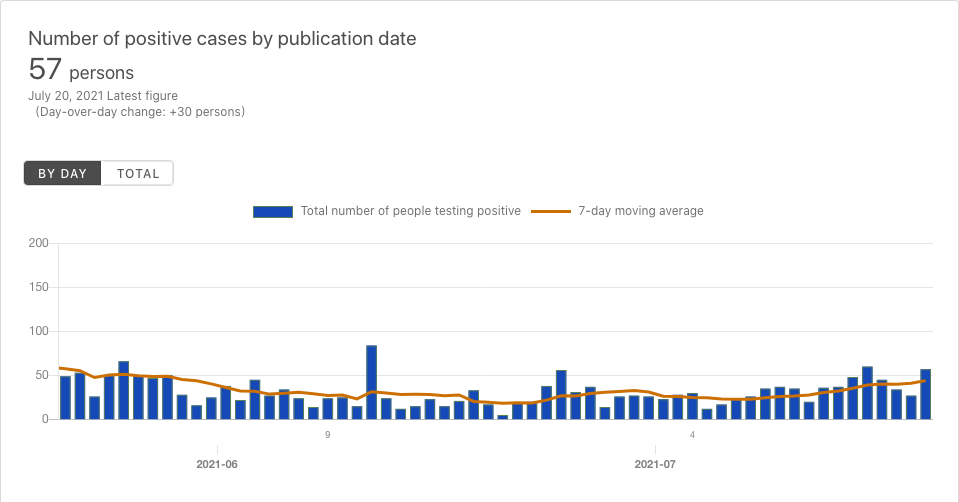 Number of positive cases by publication date
57 persons
July 20, 2021 Latest figure
(Day-over-day change: +30 persons)
BY DAY TOTAL
Total number of people testing positive 7-day moving average
200
150
100
50
0
9 4
2021-06 2021-07